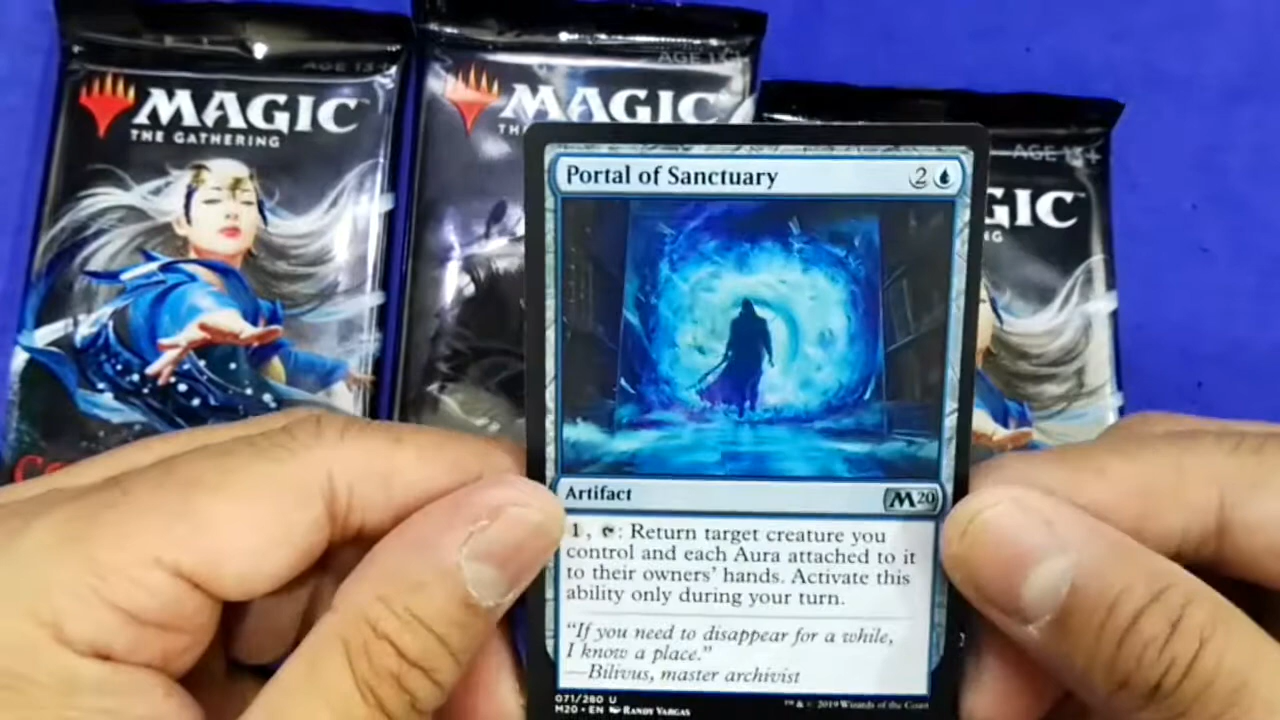 AGE 13+
MAGIC
THE GATHERING
AGE 13+
MAGIC
TH
AGE 13+
GIC
NG
Portal of Sanctuary 2
Artifact
M20
1, : Return target creature you
control and each Aura attached to it
to their owners' hands. Activate this
ability only during your turn.
"If you need to disappear for a while,
I know a place."
—Bilivus, master archivist
071/280 U
M20 • EN RANDY VARGAS
™ & © 2019 Wizards of the Coast